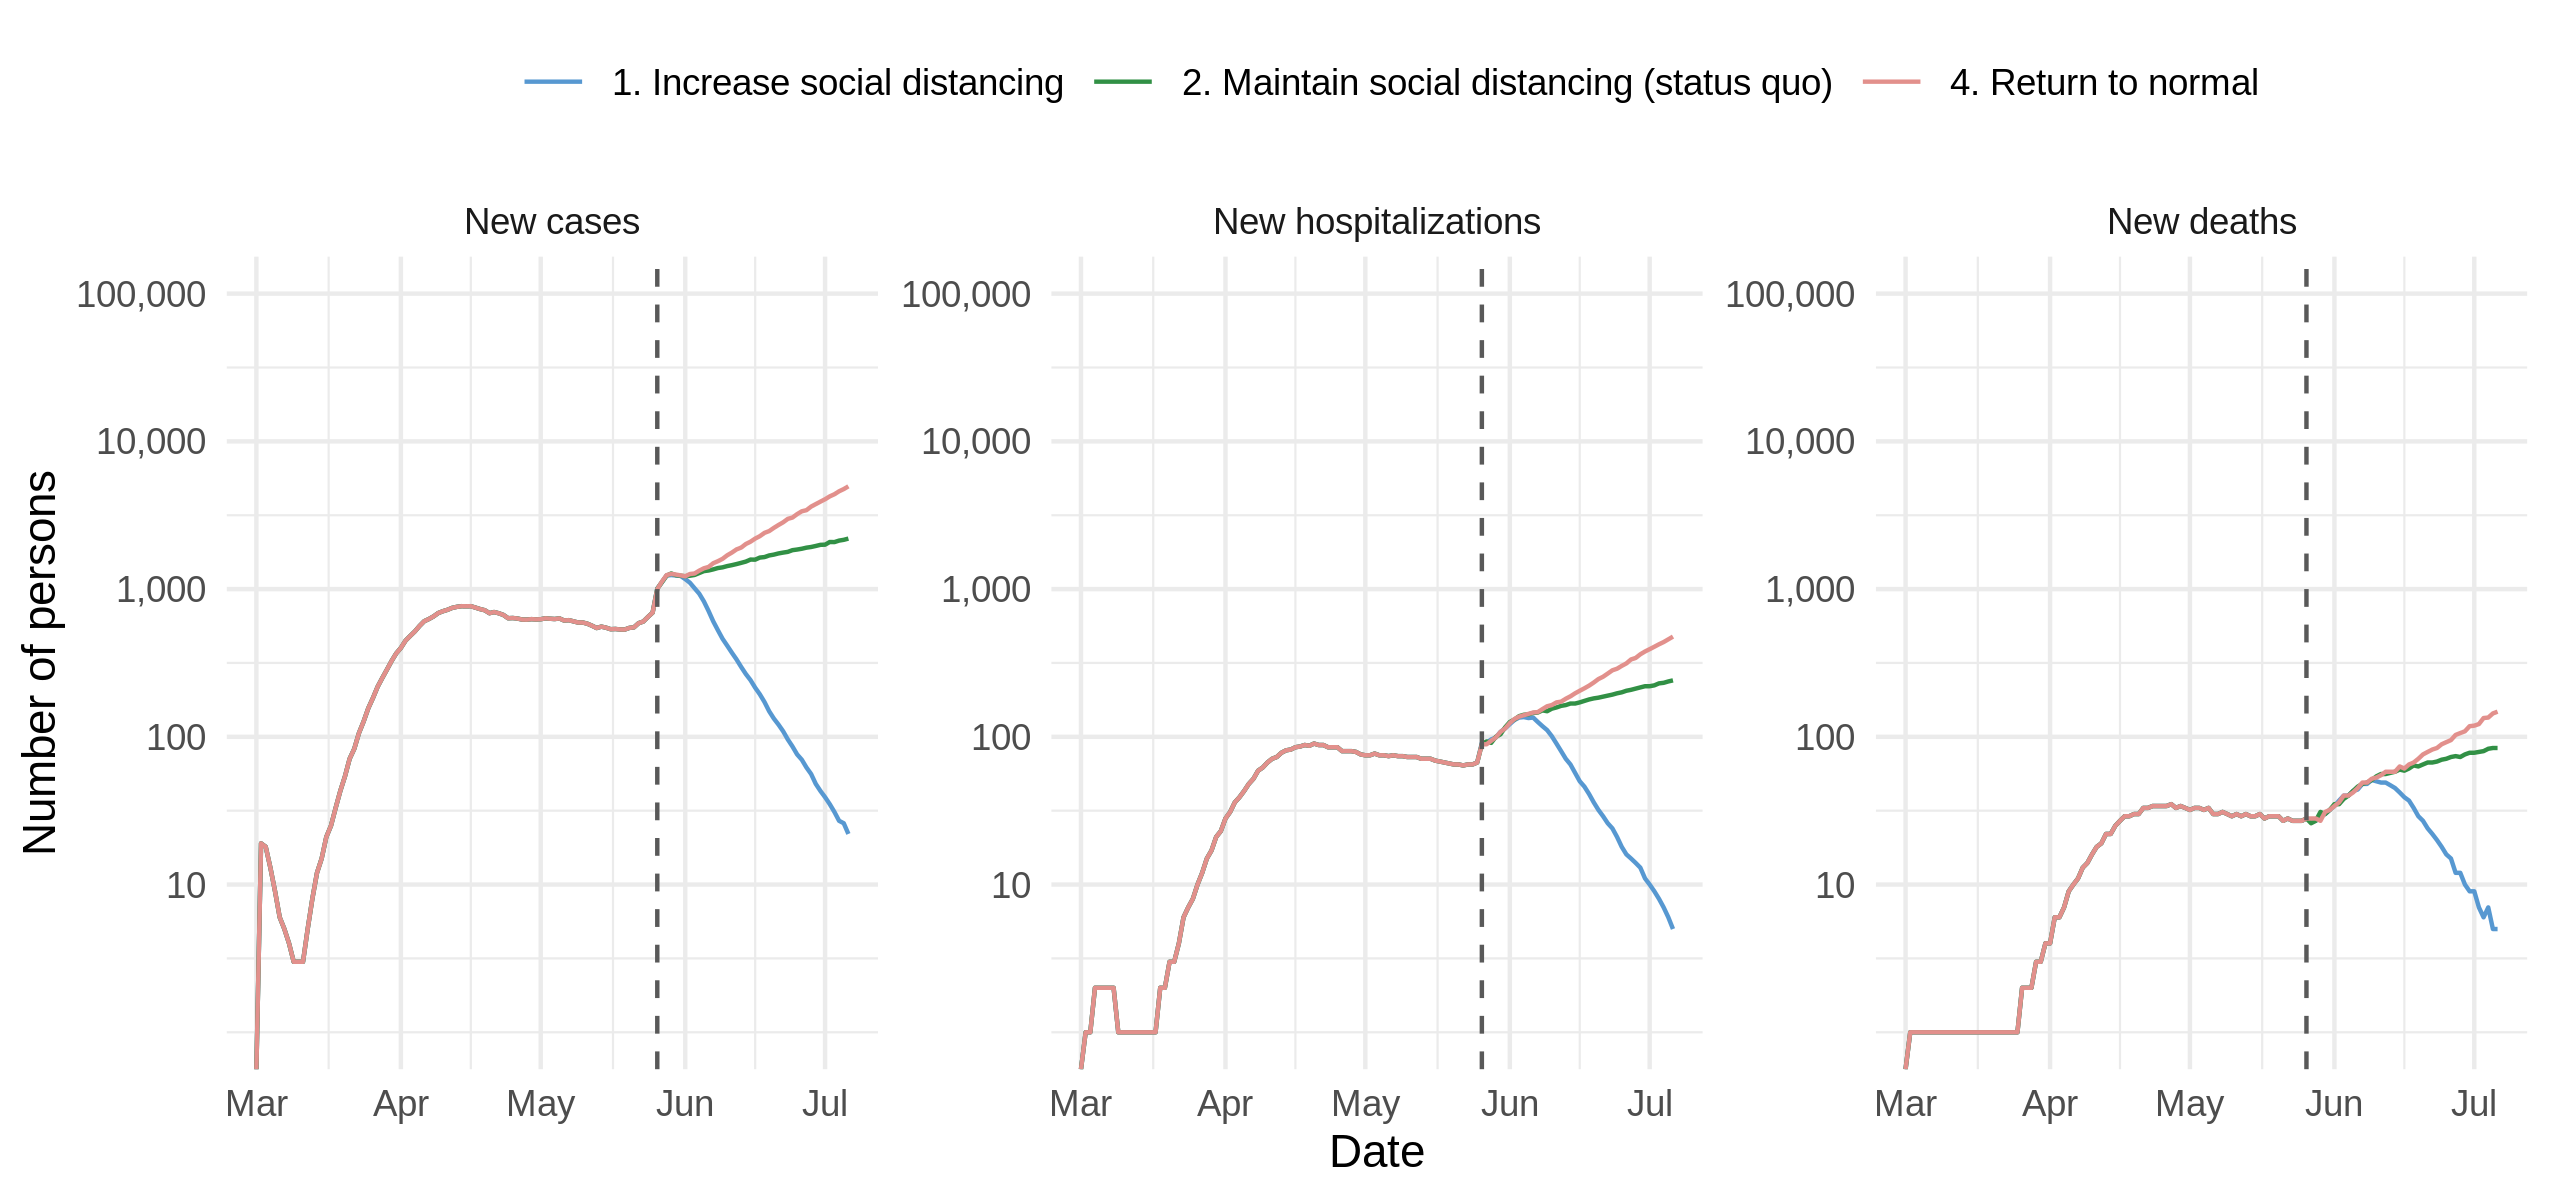 1. Increase social distancing 2. Maintain social distancing (status quo) 4. Return to normal
New cases New hospitalizations New deaths
Number of persons
100,000
10,000
1,000
100
10
Mar Apr May Jun Jul
100,000
10,000
1,000
100
10
Mar Apr May Jun Jul
100,000
10,000
1,000
100
10
Mar Apr May Jun Jul
Date